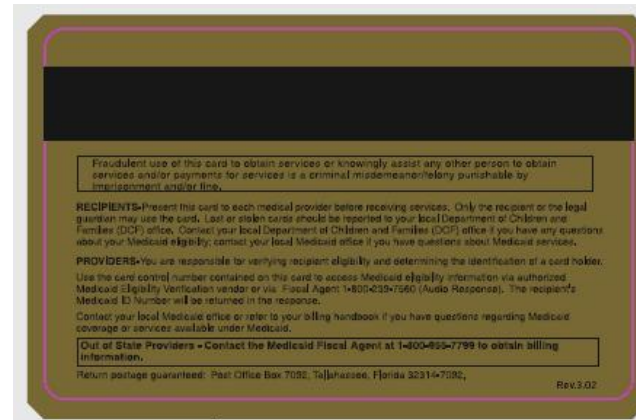 Fraudulent use of this card to obtain services or knowingly assist any other person to obtain
services and/or payments for services is a criminal misdemeanor/felony punishable by
imprisonment and/or fine.
RECIPIENTS•Present this card to each medical provider before receiving services. Only the recipient or the legal
guardian may use the card. Lost or stolen cards should be reported to your local Department of Children and
Families (DCF) office. Contact your local Department of Children and Families (DCF) office if you have any questions
about your Medicaid eligibility; contact your local Medicaid office if you have questions about Medicaid services.
PROVIDERS•You are responsible for verifying recipient eligibility and determining the identification of a card holder.
Use the card control number contained on this card to access Medicaid eligibility information via authorized
Medicaid Eligibility Verification vendor or via Fiscal Agent 1•800•239•7560 (Audio Response). The recipient's
Medicaid ID Number will be returned in the response.
Contact your local Medicaid office or refer to your billing handbook if you have questions regarding Medicaid
coverage or services available under Medicaid.
Out of State Providers • Contact the Medicaid Fiscal Agent at 1•800•955•7799 to obtain billing
information.
Return postage guaranteed: Post Office Box 7092, Tallahassee, Florida 32314•7092,
Rev.3.02